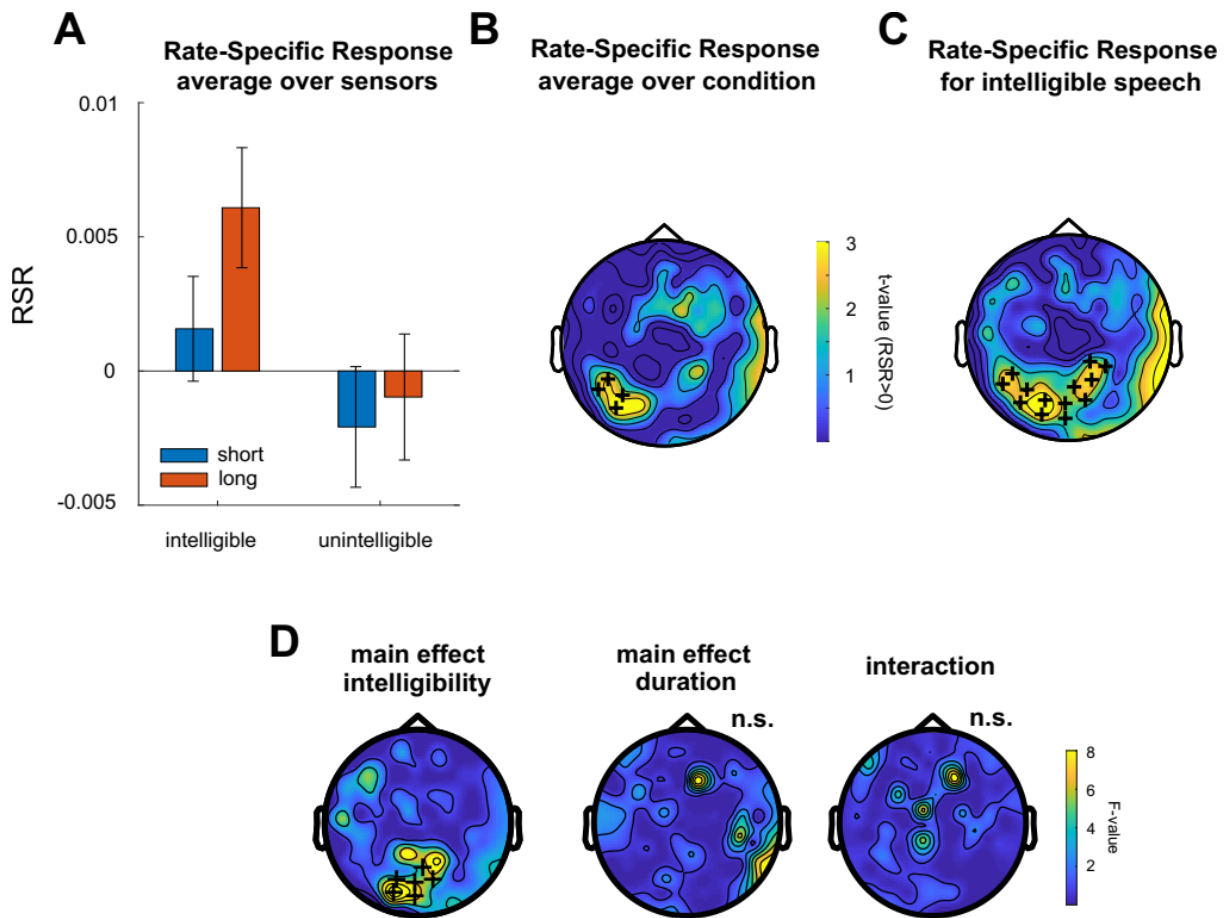 A
Rate-Specific Response
average over sensors
0.01
0.005
0
-0.005
RSR
short
long
intelligible
unintelligible
B
Rate-Specific Response
average over condition
3
2
1
t-value (RSR>0)
C
Rate-Specific Response
for intelligible speech
D
main effect
intelligibility
main effect
duration
n.s.
interaction
n.s.
8
6
4
2
F-value